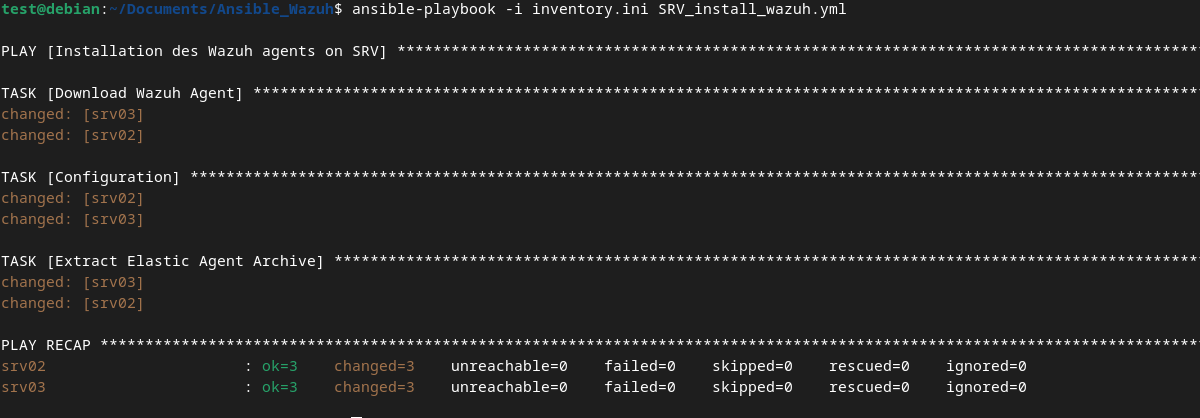 test@debian:~/Documents/Ansible_Wazuh$ ansible-playbook -i inventory.ini SRV_install_wazuh.yml
PLAY [Installation des Wazuh agents on SRV] *****************************************************************************************
TASK [Download Wazuh Agent] *********************************************************************************************************
changed: [srv03]
changed: [srv02]
TASK [Configuration] ****************************************************************************************************************
changed: [srv02]
changed: [srv03]
TASK [Extract Elastic Agent Archive] ************************************************************************************************
changed: [srv03]
changed: [srv02]
PLAY RECAP **************************************************************************************************************************
srv02                      : ok=3    changed=3    unreachable=0    failed=0    skipped=0    rescued=0    ignored=0
srv03                      : ok=3    changed=3    unreachable=0    failed=0    skipped=0    rescued=0    ignored=0